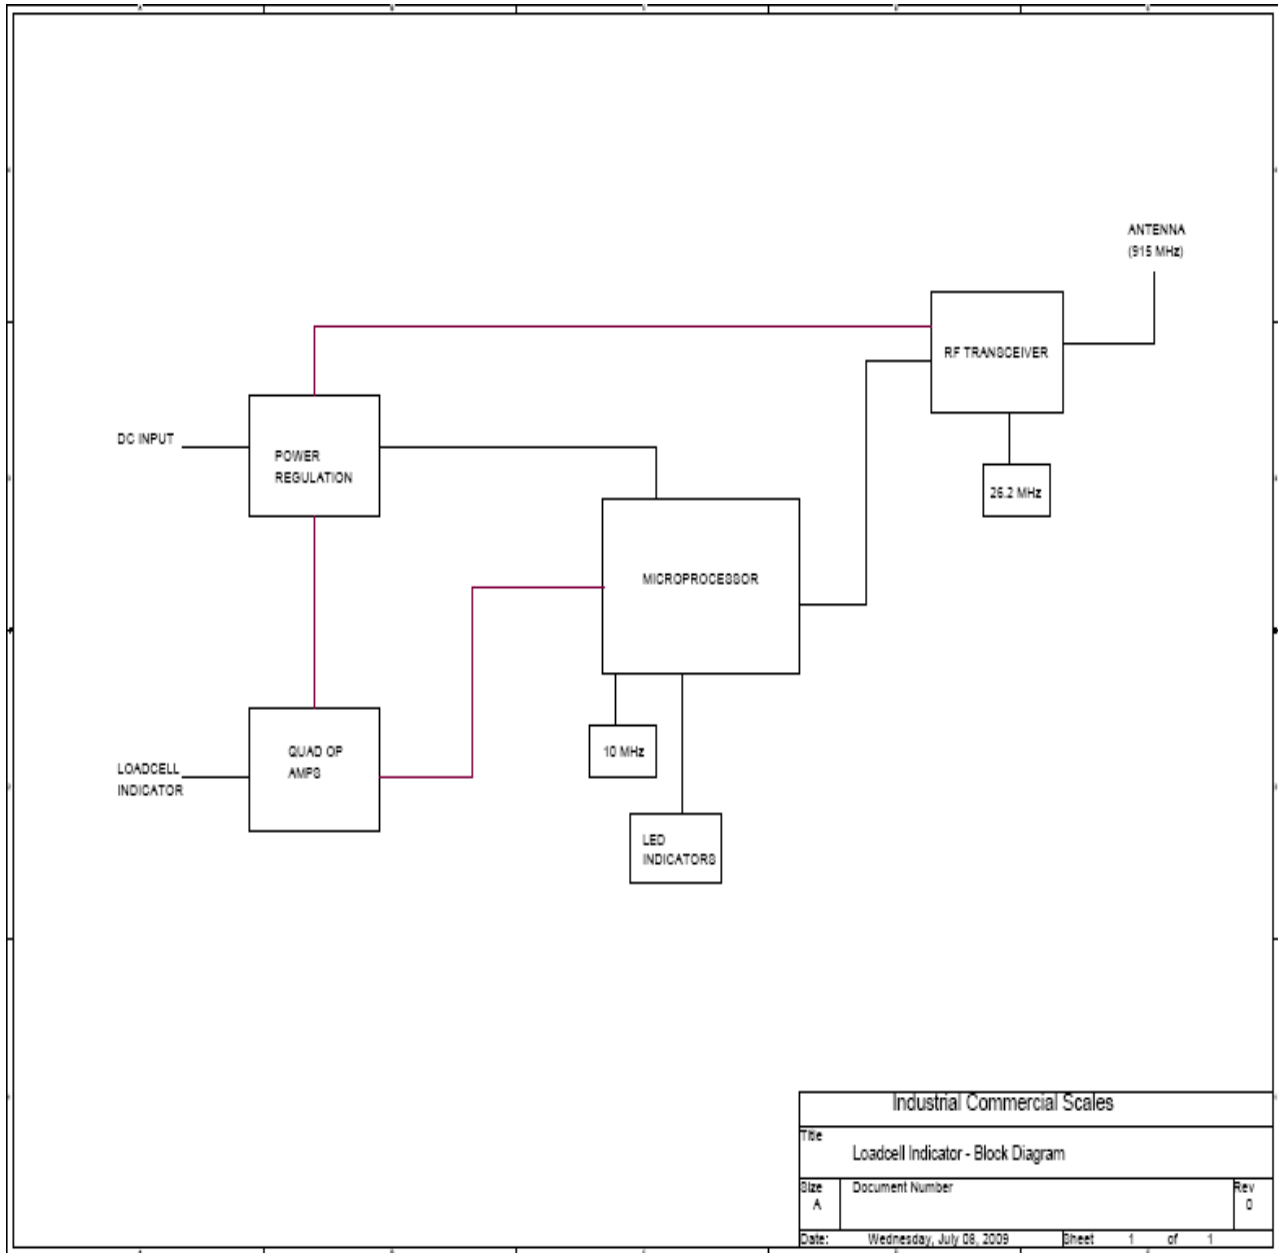 ANTENNA
(915 MHz)
RF TRANSCEIVER
DC INPUT
POWER
REGULATION
26.2 MHz
MICROPROCESSOR
QUAD OP
AMPS
10 MHz
LOADCELL
INDICATOR
LED
INDICATORS
Industrial Commercial Scales
Title
Loadcell Indicator - Block Diagram
Size
A
Document Number
Rev
0
Date: Wednesday, July 08, 2009 Sheet 1 of 1